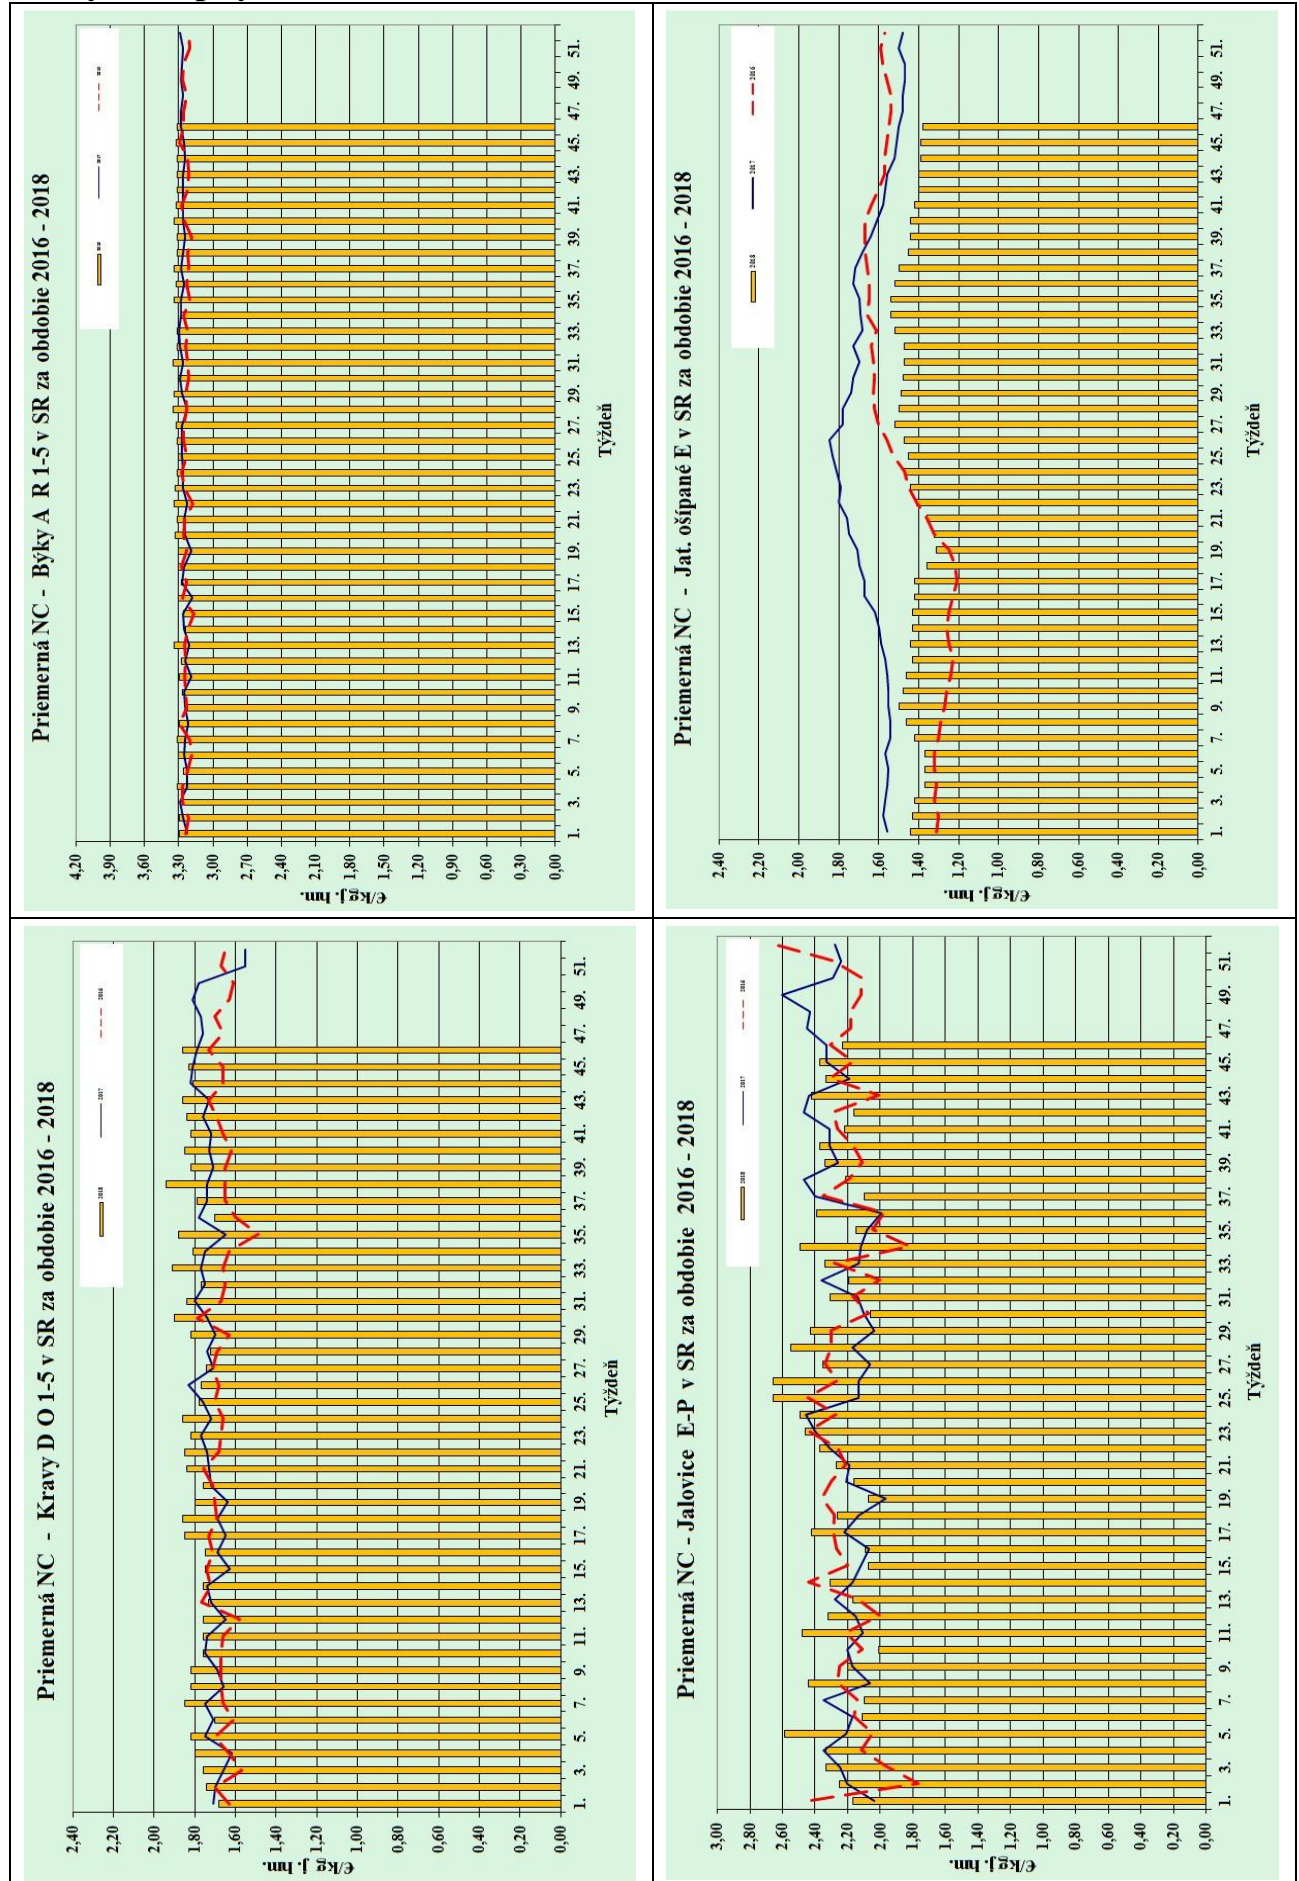 Priemerná NC - Býky A R 1-5 v SR za obdobie 2016 - 2018
2018 2017 2016
4,20
3,90
3,60
3,30
3,00
2,70
2,40
2,10
1,80
1,50
1,20
0,90
0,60
0,30
0,00
€/kg j. hm.
1. 3. 5. 7. 9. 11. 13. 15. 17. 19. 21. 23. 25. 27. 29. 31. 33. 35. 37. 39. 41. 43. 45. 47. 49. 51.
Týždeň
Priemerná NC - Jat. ošípané E v SR za obdobie 2016 - 2018
2018 2017 2016
2,40
2,20
2,00
1,80
1,60
1,40
1,20
1,00
0,80
0,60
0,40
0,20
0,00
€/kg j. hm.
1. 3. 5. 7. 9. 11. 13. 15. 17. 19. 21. 23. 25. 27. 29. 31. 33. 35. 37. 39. 41. 43. 45. 47. 49. 51.
Týždeň
Priemerná NC - Kravy D O 1-5 v SR za obdobie 2016 - 2018
2018 2017 2016
2,40
2,20
2,00
1,80
1,60
1,40
1,20
1,00
0,80
0,60
0,40
0,20
0,00
€/kg j. hm.
1. 3. 5. 7. 9. 11. 13. 15. 17. 19. 21. 23. 25. 27. 29. 31. 33. 35. 37. 39. 41. 43. 45. 47. 49. 51.
Týždeň
Priemerná NC - Jalovice E-P v SR za obdobie 2016 - 2018
2018 2017 2016
3,00
2,60
2,40
2,20
2,00
1,80
1,60
1,40
1,20
1,00
0,80
0,60
0,40
0,20
0,00
€/kg j. hm.
1. 3. 5. 7. 9. 11. 13. 15. 17. 19. 21. 23. 25. 27. 29. 31. 33. 35. 37. 39. 41. 43. 45. 47. 49. 51.
Týždeň